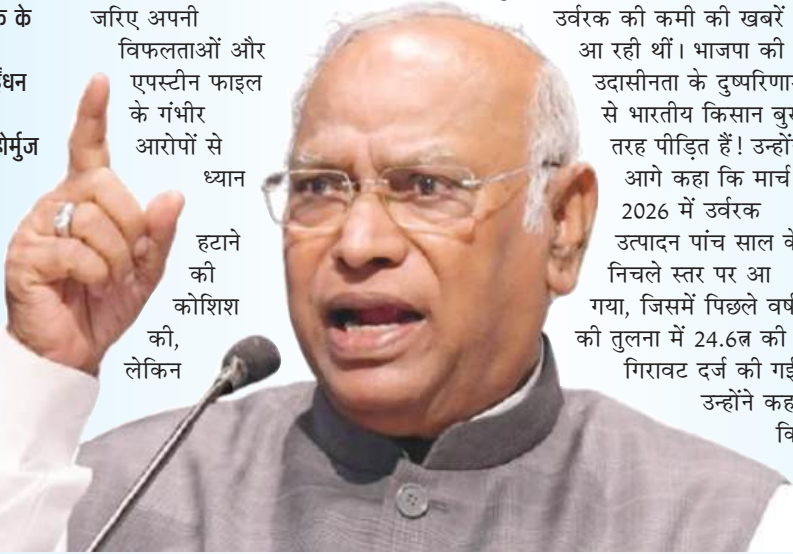 क के
ईंधन
होर्मुज
जरिए अपनी
विफलताओं और
एपस्टीन फाइल
के गंभीर
आरोपों से
ध्यान
हटाने
की
कोशिश
की,
लेकिन
उर्वरक की कमी की खबरें
आ रही थीं। भाजपा की
उदासीनता के दुष्परिणाम
से भारतीय किसान बुरी
तरह पीड़ित हैं! उन्होंने
आगे कहा कि मार्च
2026 में उर्वरक
उत्पादन पांच साल के
निचले स्तर पर आ
गया, जिसमें पिछले वर्ष
की तुलना में 24.6त्न की
गिरावट दर्ज की गई
उन्होंने कहा
कि